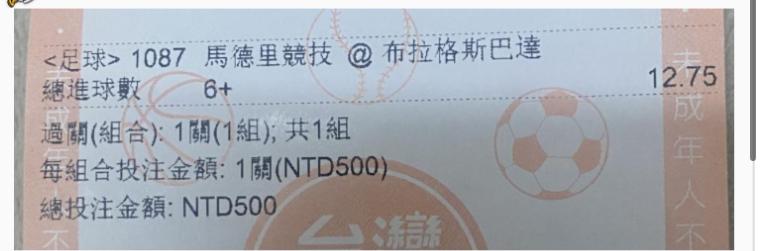 <足球> 1087 馬德里競技 @ 布拉格斯巴達
總進球數 6+ 12.75
過關(組合): 1關(1組); 共1組
每組合投注金額: 1關(NTD500)
總投注金額: NTD500
台灣
未成年人不